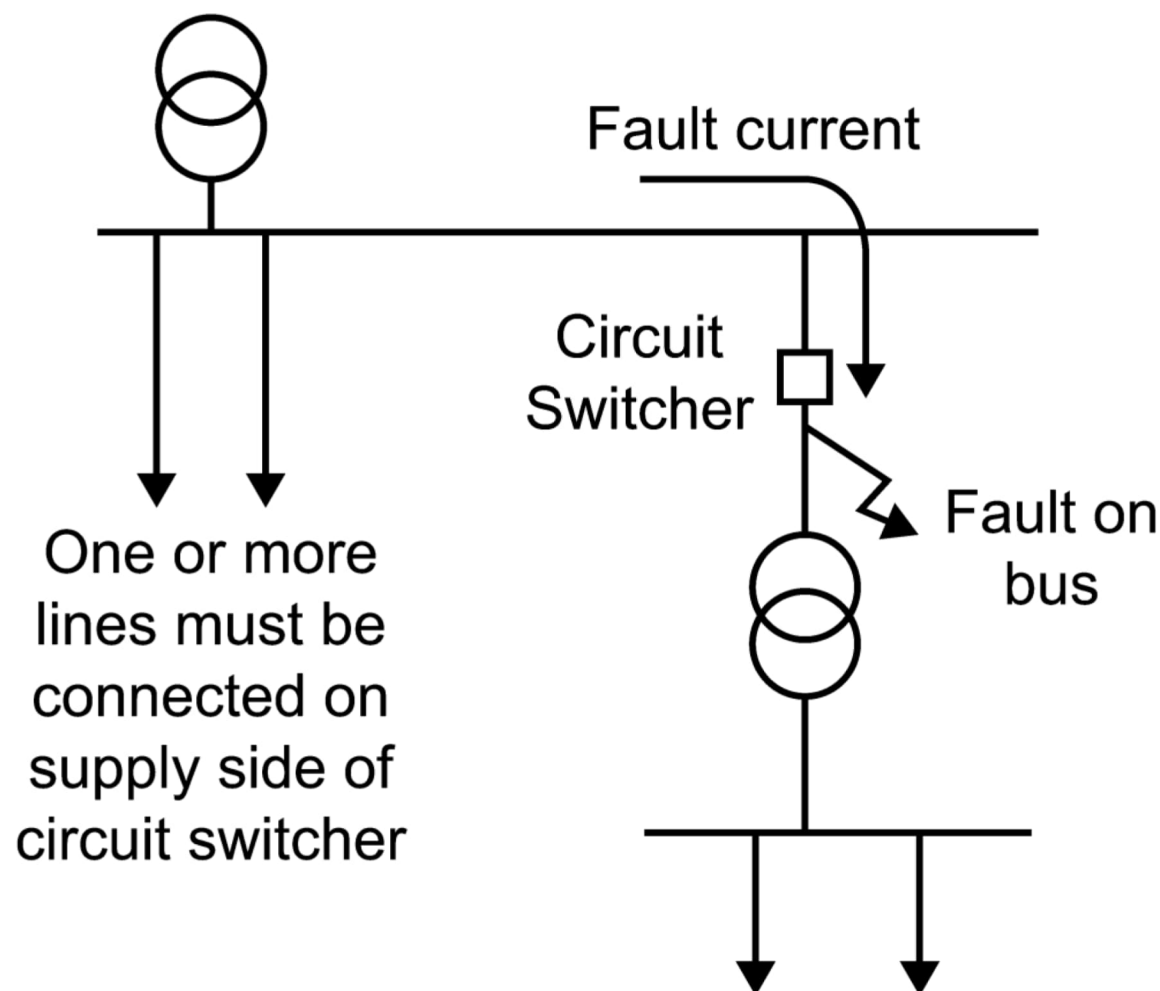 Fault current
Circuit
Switcher
Fault on
bus
One or more
lines must be
connected on
supply side of
circuit switcher